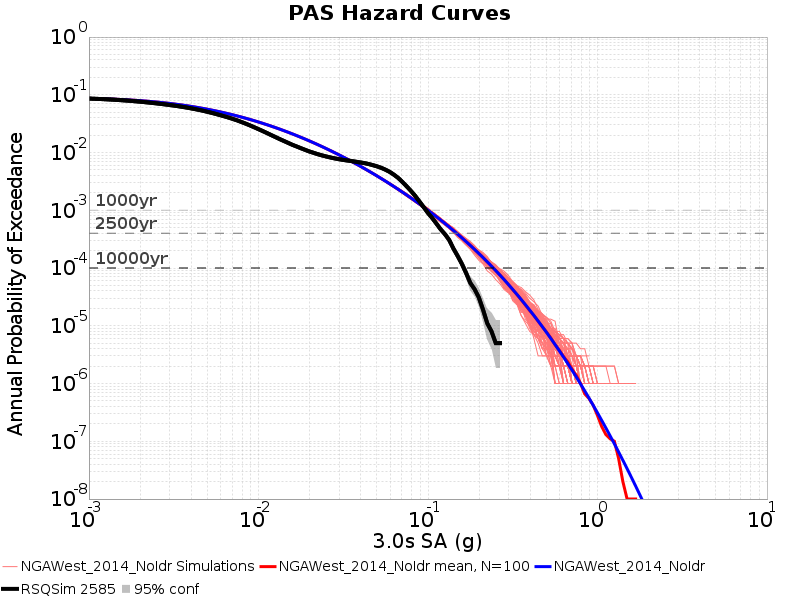 PAS Hazard Curves
Annual Probability of Exceedance
10^0
10^-1
10^-2
10^-3
10^-4
10^-5
10^-6
10^-7
10^-8
1000yr
2500yr
10000yr
10^-3 10^-2 10^-1 10^0 10^1
3.0s SA (g)
NGAWest_2014_NoIdr Simulations NGAWest_2014_NoIdr mean, N=100 NGAWest_2014_NoIdr
RSQSim 2585 95% conf